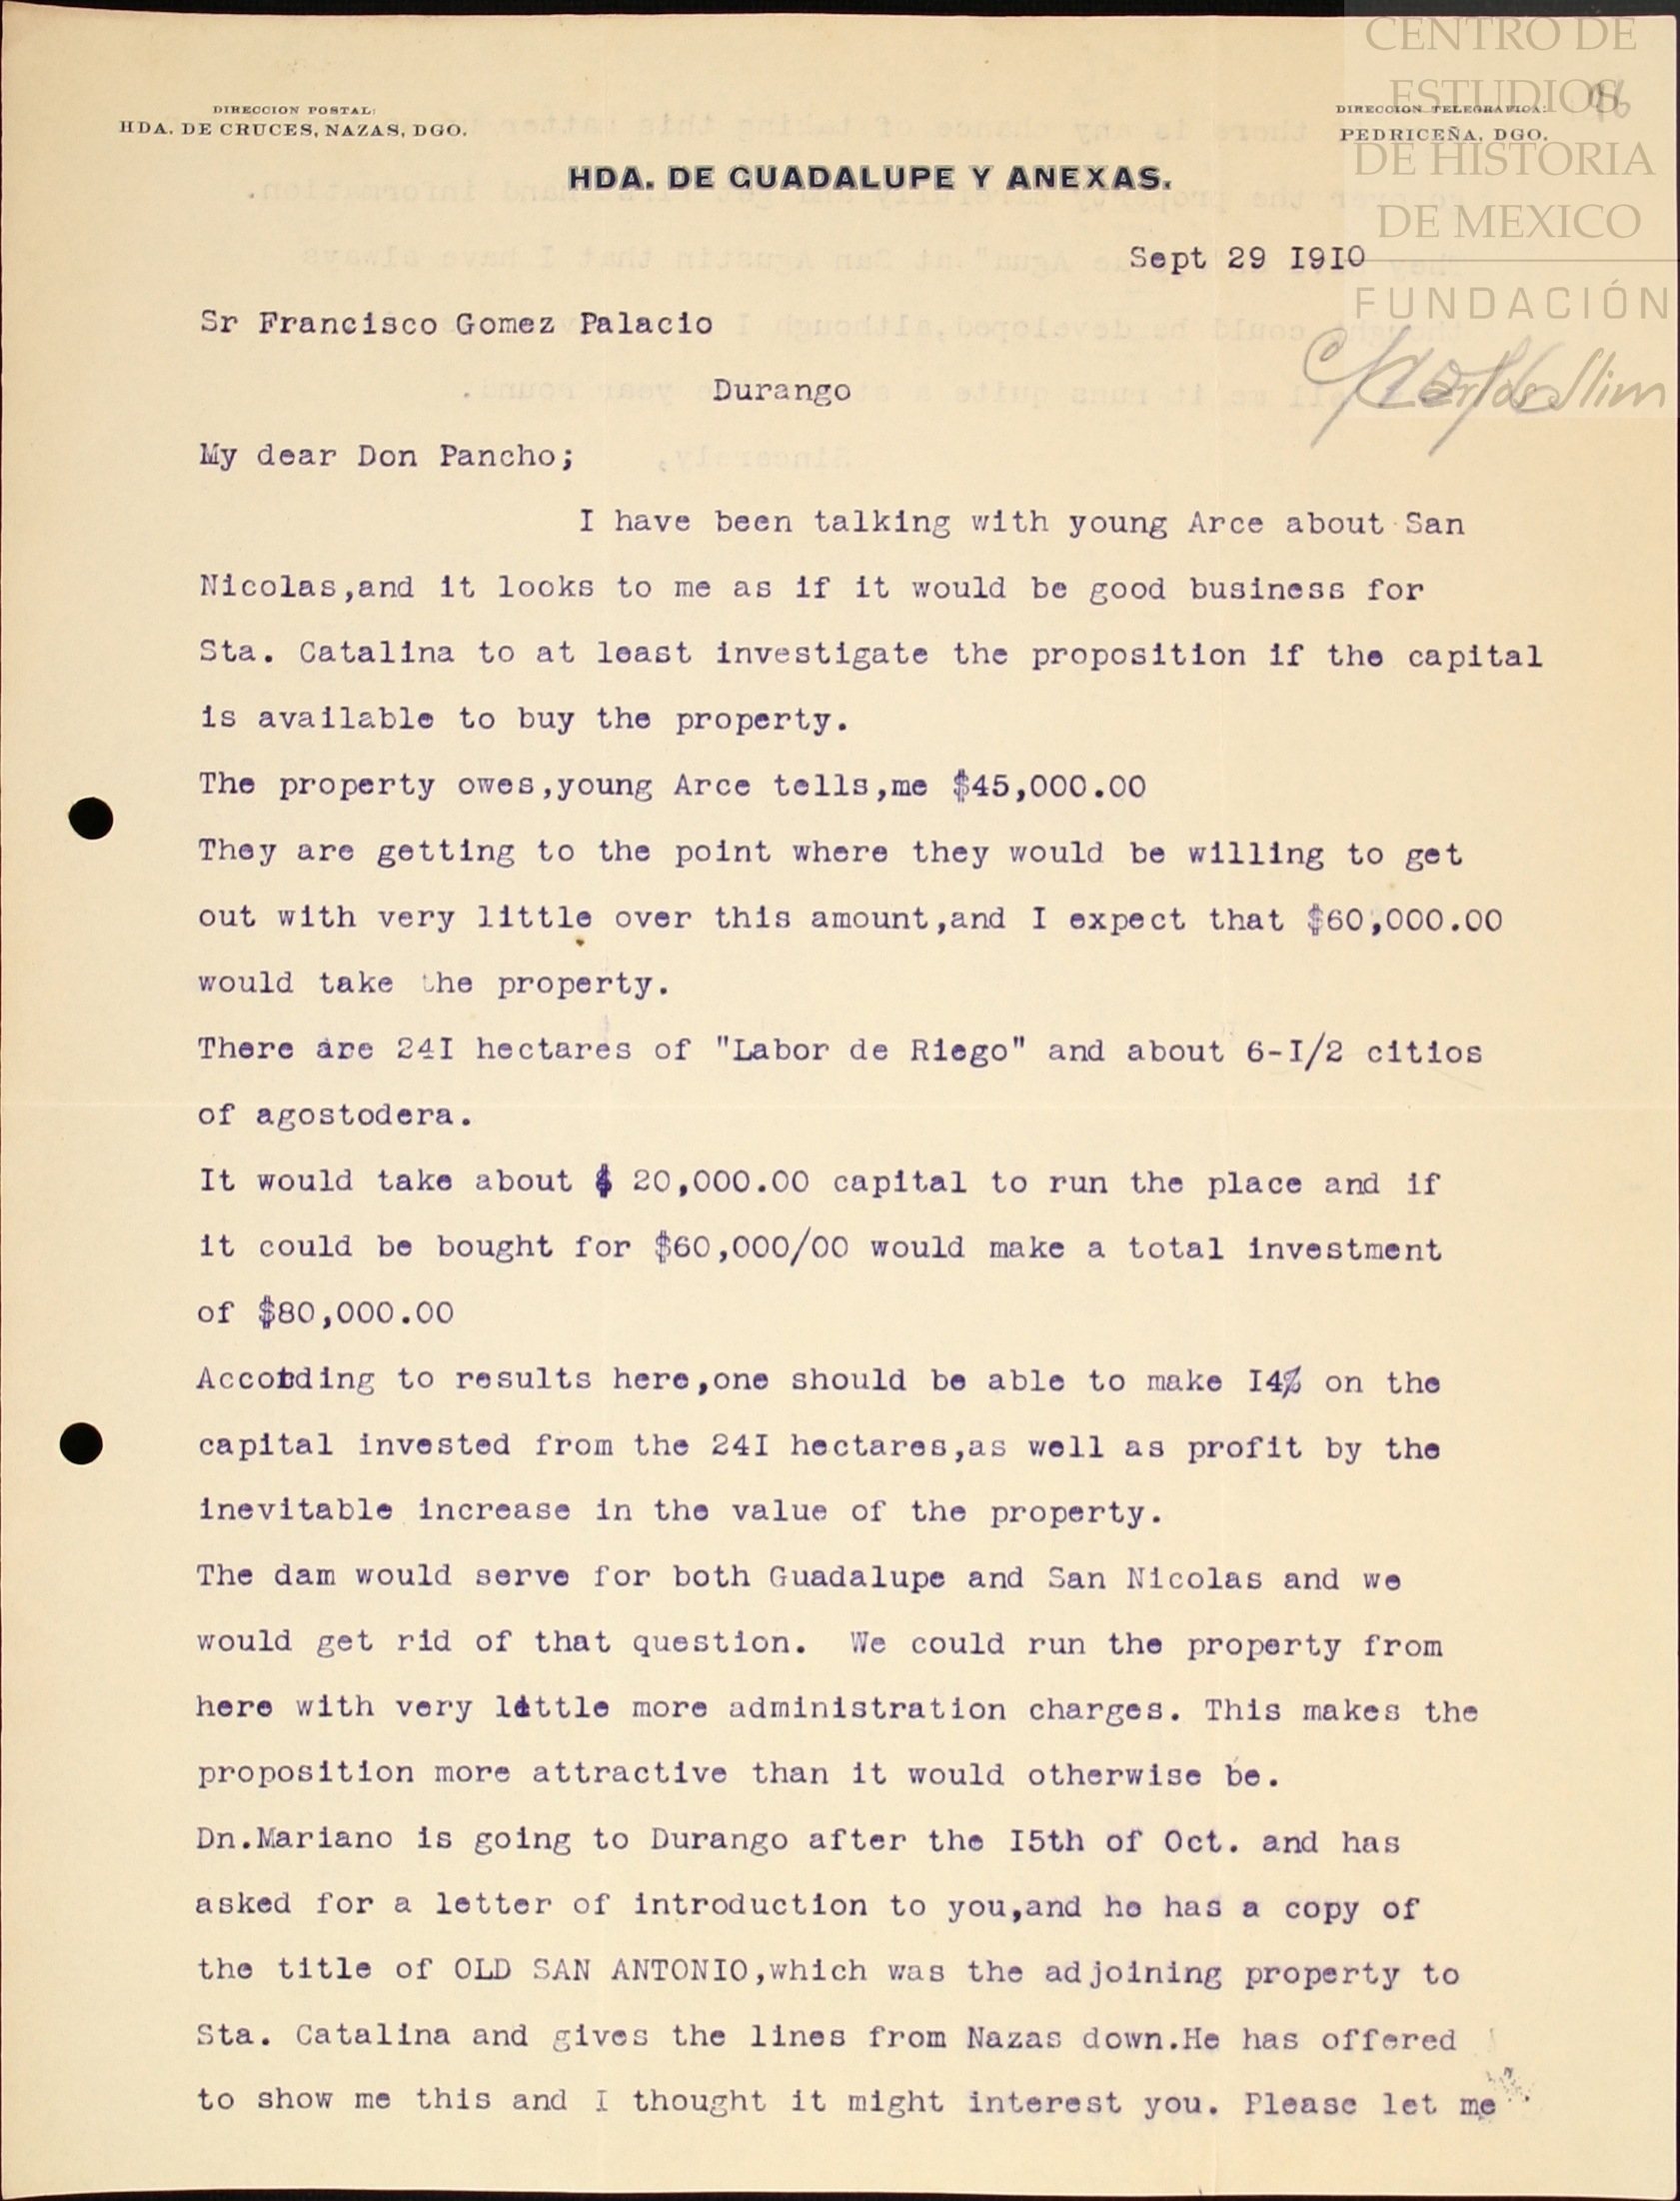 DIRECCION POSTAL:
HDA. DE CRUCES, NAZAS, DGO.
DIRECCION TELEGRAFICA:
PEDRICEÑA, DGO.
CENTRO DE
ESTUDIOS
DE HISTORIA
DE MEXICO
FUNDACIÓN
Carlos Slim
HDA. DE GUADALUPE Y ANEXAS.
Sept 29 I9I0
Sr Francisco Gomez Palacio
Durango
My dear Don Pancho;
I have been talking with young Arce about San
Nicolas,and it looks to me as if it would be good business for
Sta. Catalina to at least investigate the proposition if the capital
is available to buy the property.
The property owes,young Arce tells,me $45,000.00
They are getting to the point where they would be willing to get
out with very little over this amount,and I expect that $60,000.00
would take the property.
There are 24I hectares of "Labor de Riego" and about 6-I/2 citios
of agostodera.
It would take about $ 20,000.00 capital to run the place and if
it could be bought for $60,000/00 would make a total investment
of $80,000.00
According to results here,one should be able to make I4% on the
capital invested from the 24I hectares,as well as profit by the
inevitable increase in the value of the property.
The dam would serve for both Guadalupe and San Nicolas and we
would get rid of that question.  We could run the property from
here with very little more administration charges. This makes the
proposition more attractive than it would otherwise be.
Dn.Mariano is going to Durango after the I5th of Oct. and has
asked for a letter of introduction to you,and he has a copy of
the title of OLD SAN ANTONIO,which was the adjoining property to
Sta. Catalina and gives the lines from Nazas down.He has offered
to show me this and I thought it might interest you. Please let me